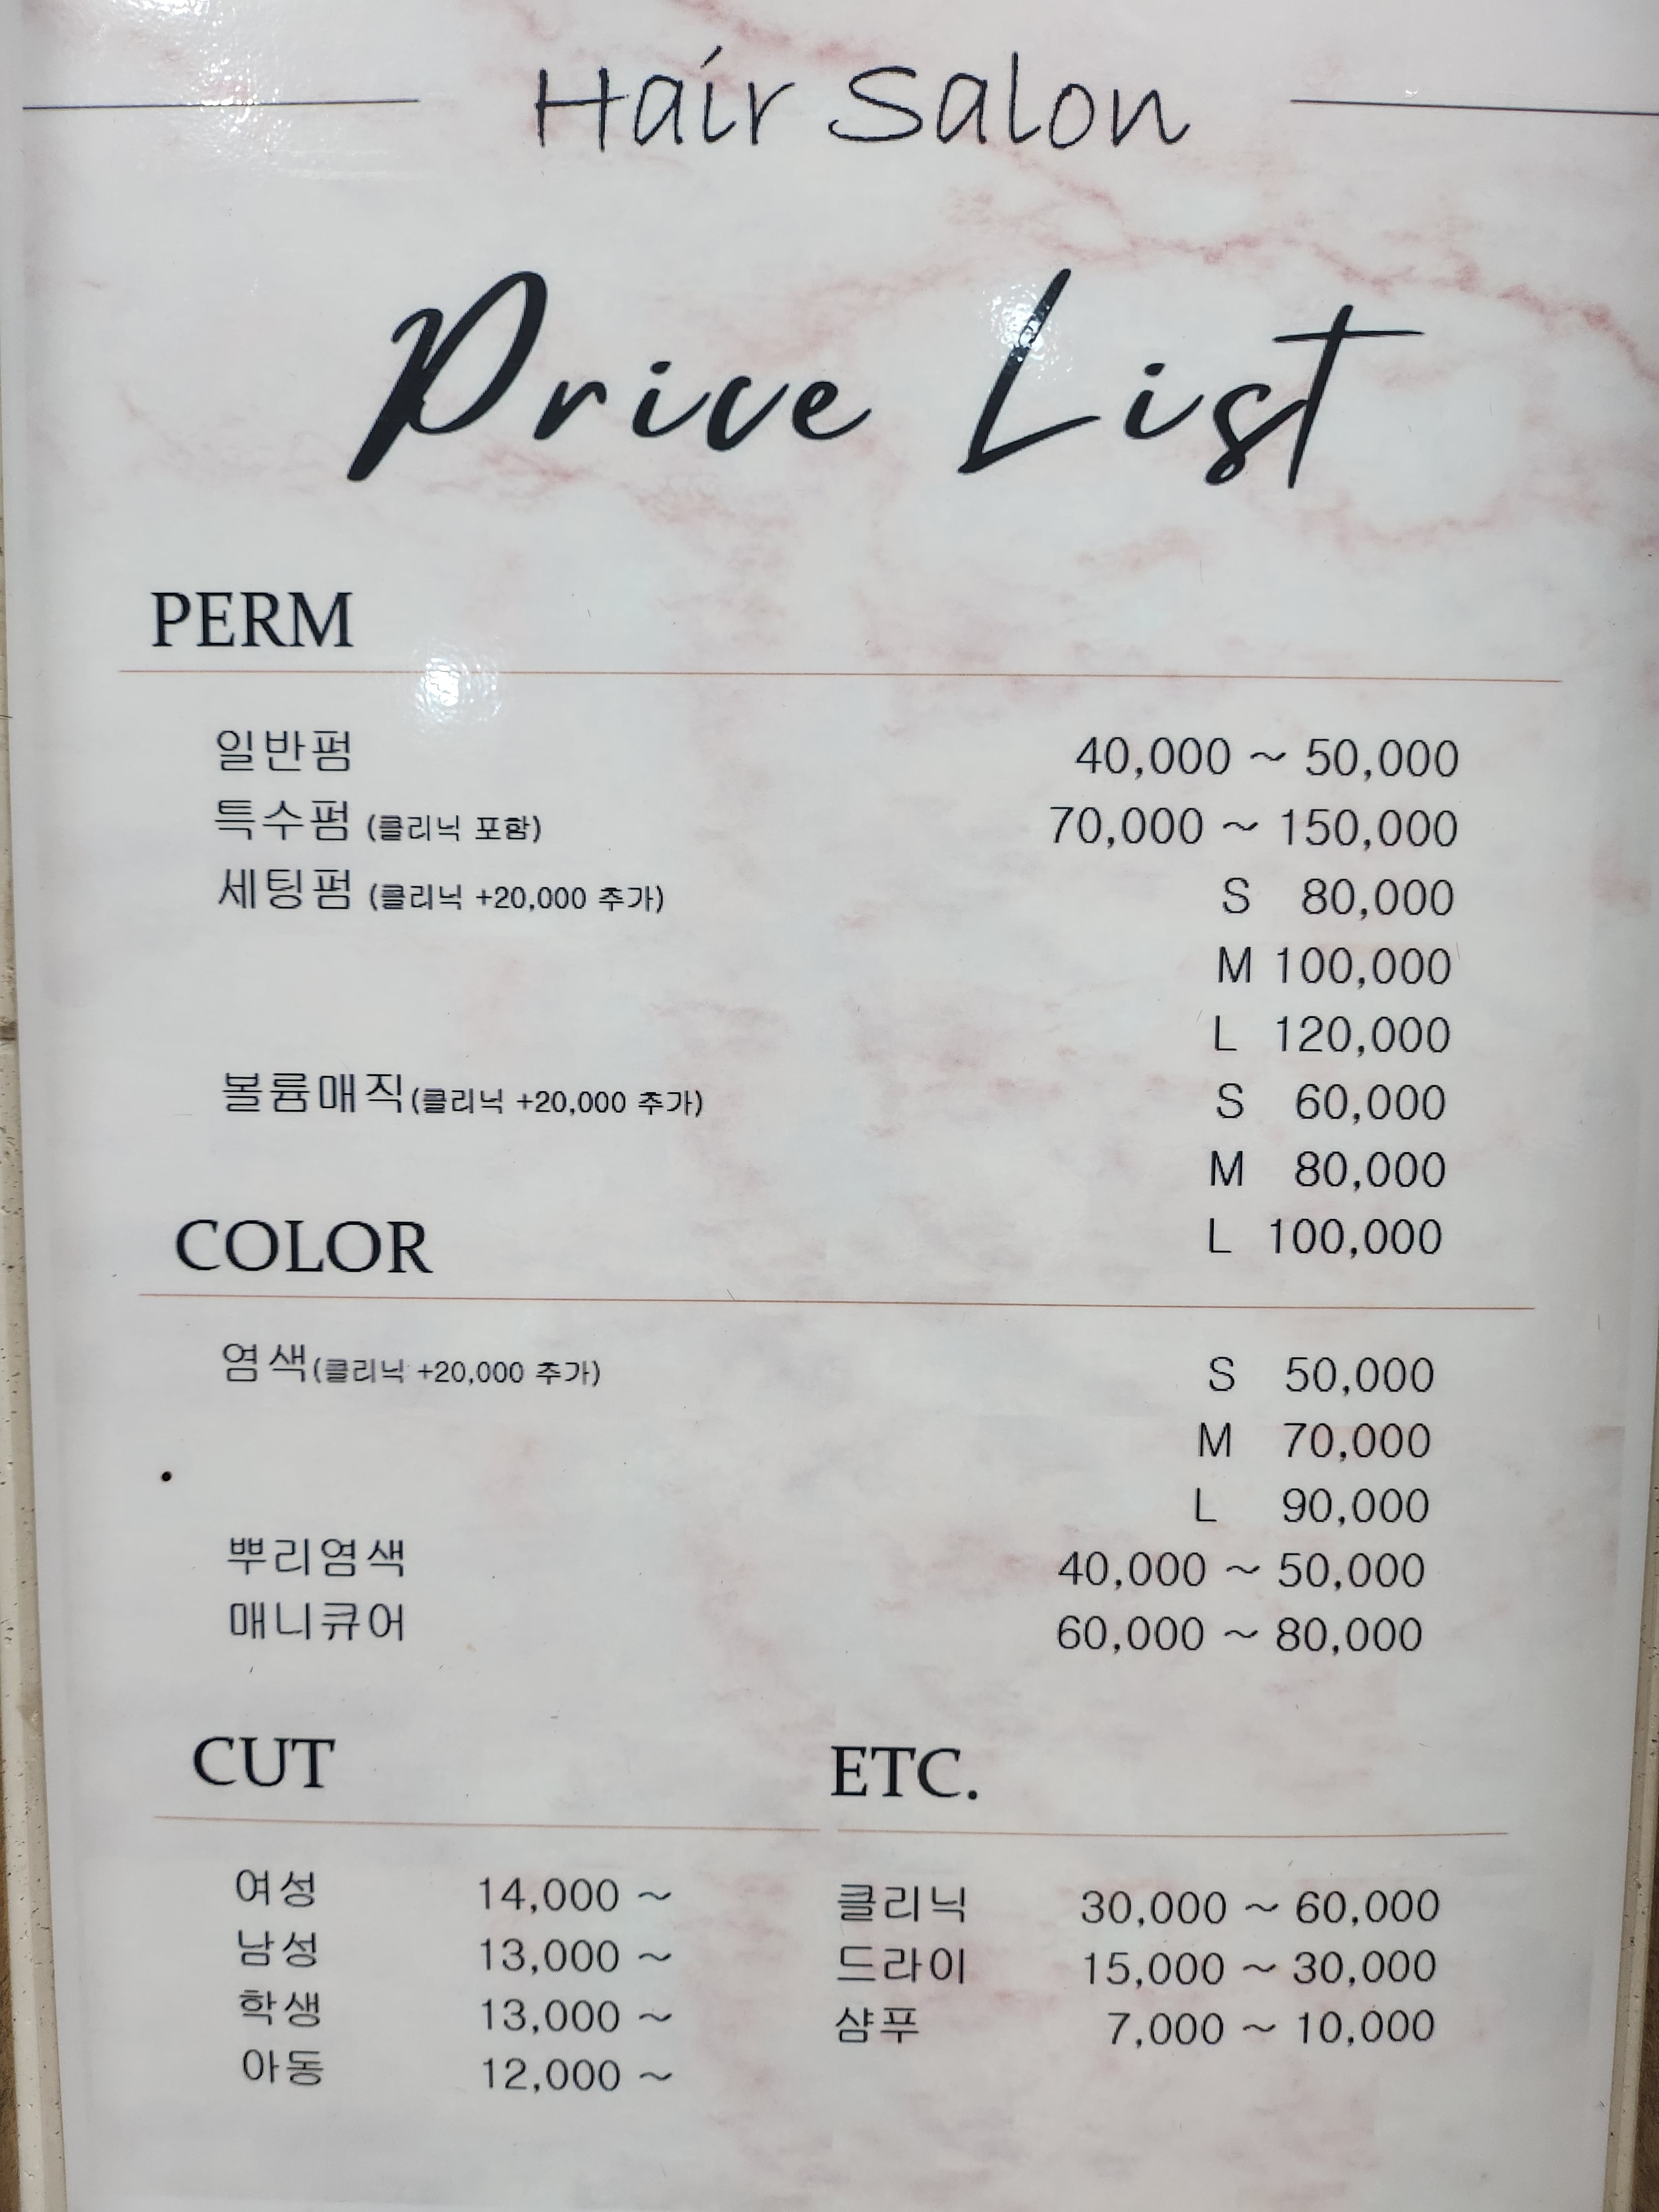 Hair Salon
Price List
PERM
일반펌 40,000 ~ 50,000
특수펌 (클리닉 포함) 70,000 ~ 150,000
세팅펌 (클리닉 +20,000 추가) S 80,000
M 100,000
L 120,000
볼륨매직(클리닉 +20,000 추가) S 60,000
M 80,000
L 100,000
COLOR
염색(클리닉 +20,000 추가) S 50,000
M 70,000
L 90,000
뿌리염색 40,000 ~ 50,000
매니큐어 60,000 ~ 80,000
CUT
여성 14,000 ~
남성 13,000 ~
학생 13,000 ~
아동 12,000 ~
ETC.
클리닉 30,000 ~ 60,000
드라이 15,000 ~ 30,000
샴푸 7,000 ~ 10,000